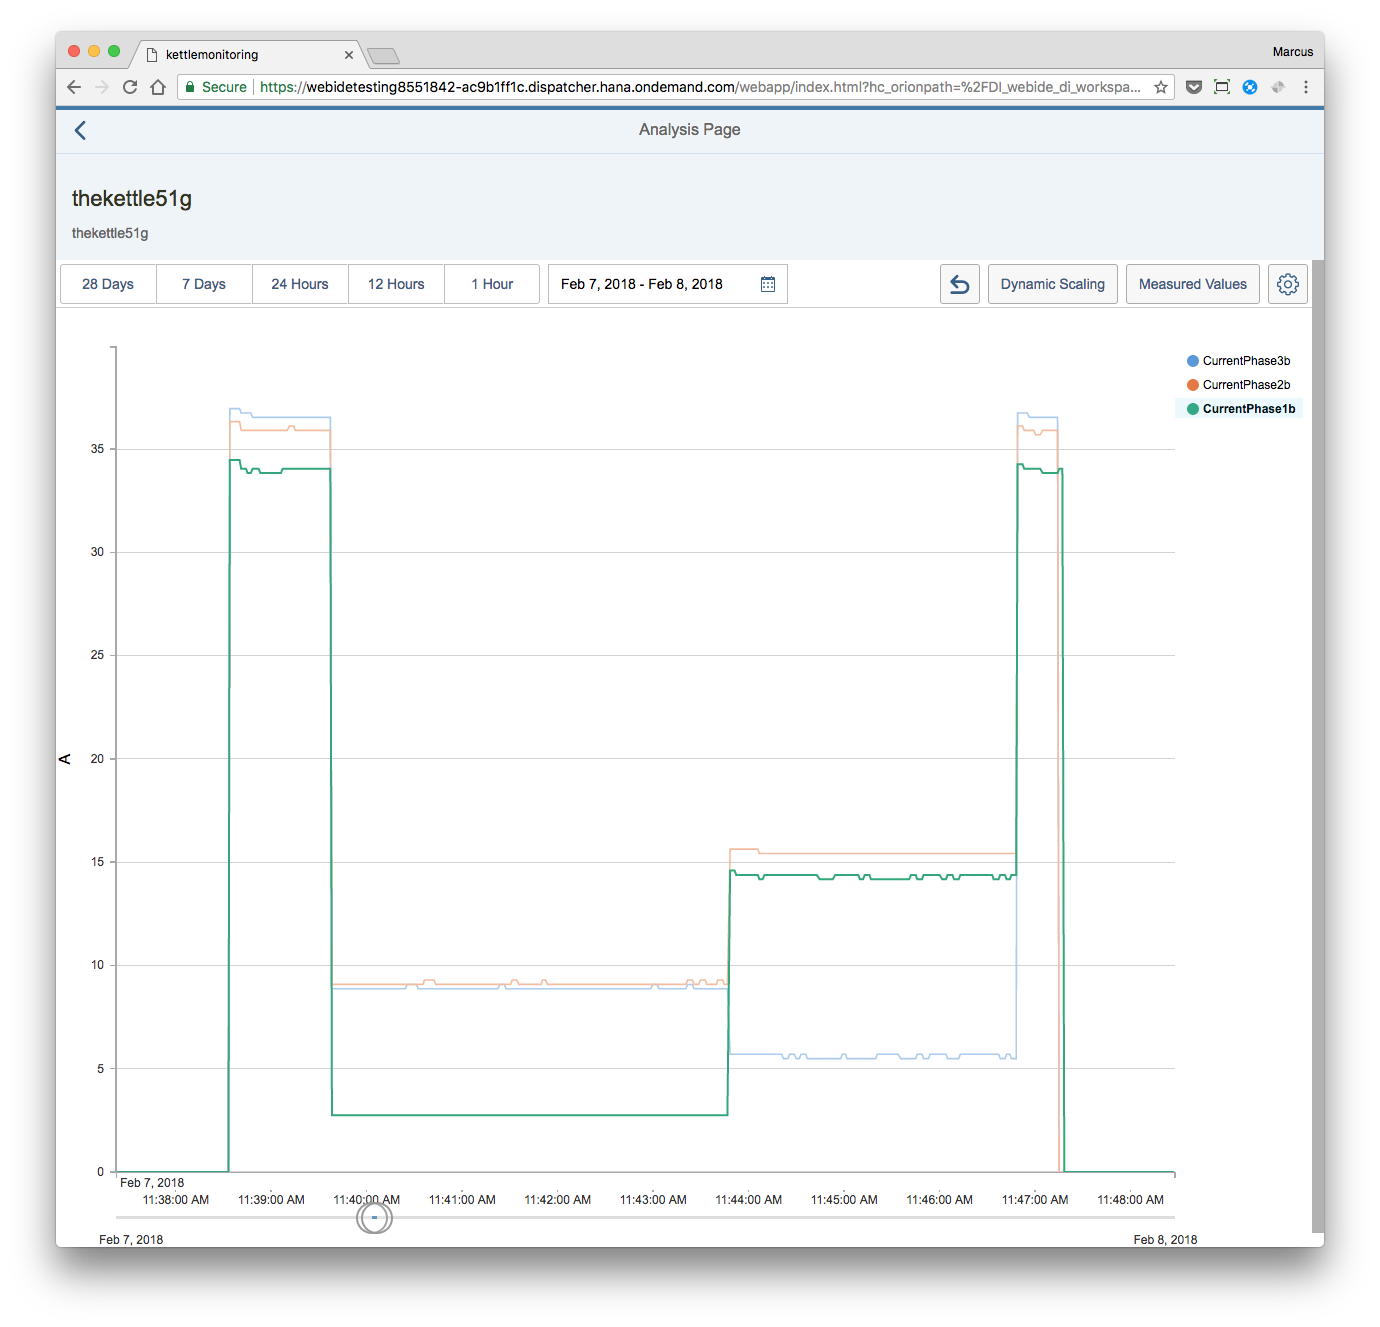 kettlemonitoring
Marcus
Secure https://webidetesting8551842-ac9b1ff1c.dispatcher.hana.ondemand.com/webapp/index.html?hc_orionpath=%2FDI_webide_di_workspa...
Analysis Page
thekettle51g
thekettle51g
28 Days 7 Days 24 Hours 12 Hours 1 Hour Feb 7, 2018 - Feb 8, 2018 Dynamic Scaling Measured Values
CurrentPhase3b
CurrentPhase2b
CurrentPhase1b
35
30
25
A 20
15
10
5
0
Feb 7, 2018
11:38:00 AM 11:39:00 AM 11:40:00 AM 11:41:00 AM 11:42:00 AM 11:43:00 AM 11:44:00 AM 11:45:00 AM 11:46:00 AM 11:47:00 AM 11:48:00 AM
Feb 7, 2018 Feb 8, 2018